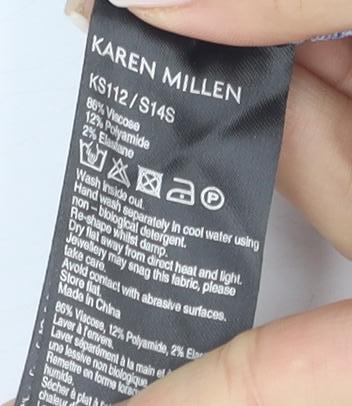 KAREN MILLEN
KS112 / S14S
86% Viscose
12% Polyamide
2% Elastane
P
Wash inside out.
Hand wash separately in cool water using
non – biological detergent.
Re-shape whilst damp.
Dry flat away from direct heat and light.
Jewellery may snag this fabric, please
take care.
Avoid contact with abrasive surfaces.
Store flat
Made in China
86% Viscose, 12% Polyamide, 2%
Laver à l'envers.
Laver séparément à la main et à
une lessive non biologique.
Remettre en forme
humide.
Sécher à plat à
chaleur